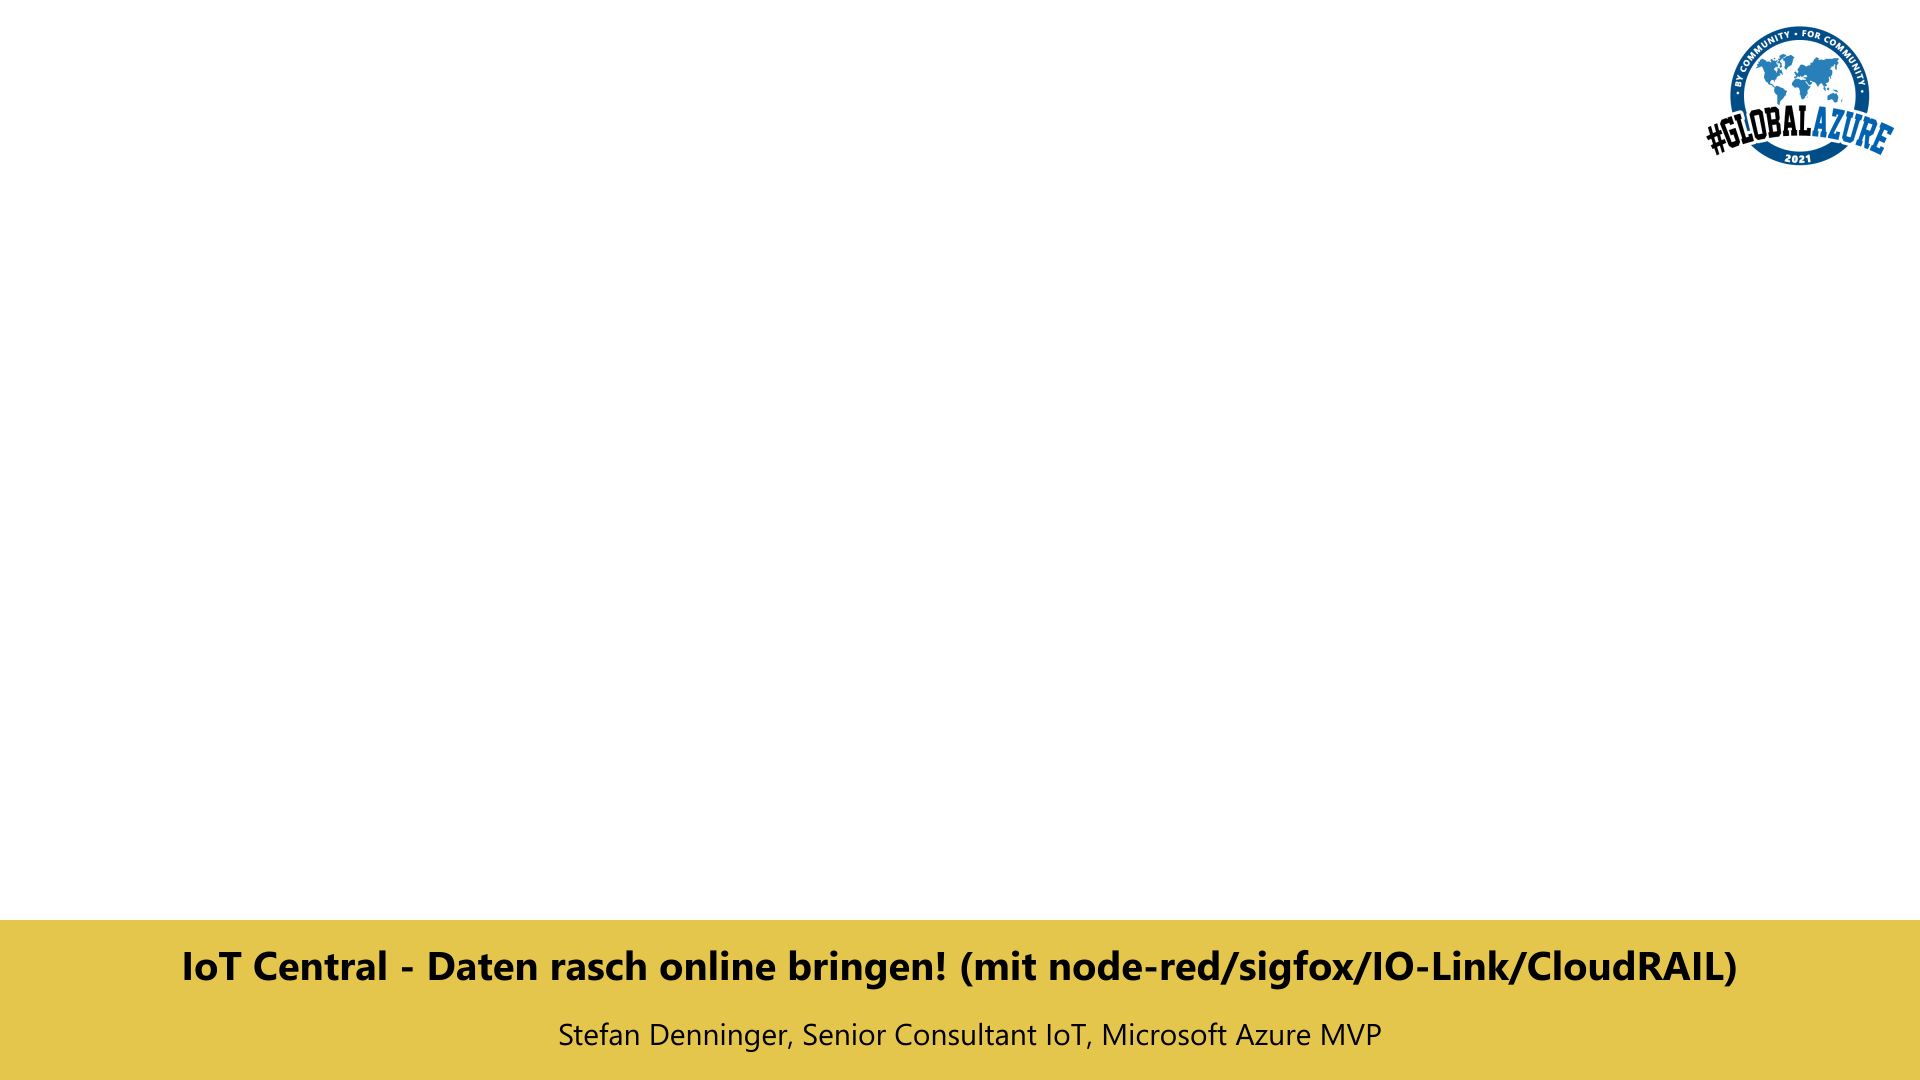 • BY COMMUNITY • FOR COMMUNITY •
#GLOBALAZURE
2021
IoT Central - Daten rasch online bringen! (mit node-red/sigfox/IO-Link/CloudRAIL)
Stefan Denninger, Senior Consultant IoT, Microsoft Azure MVP